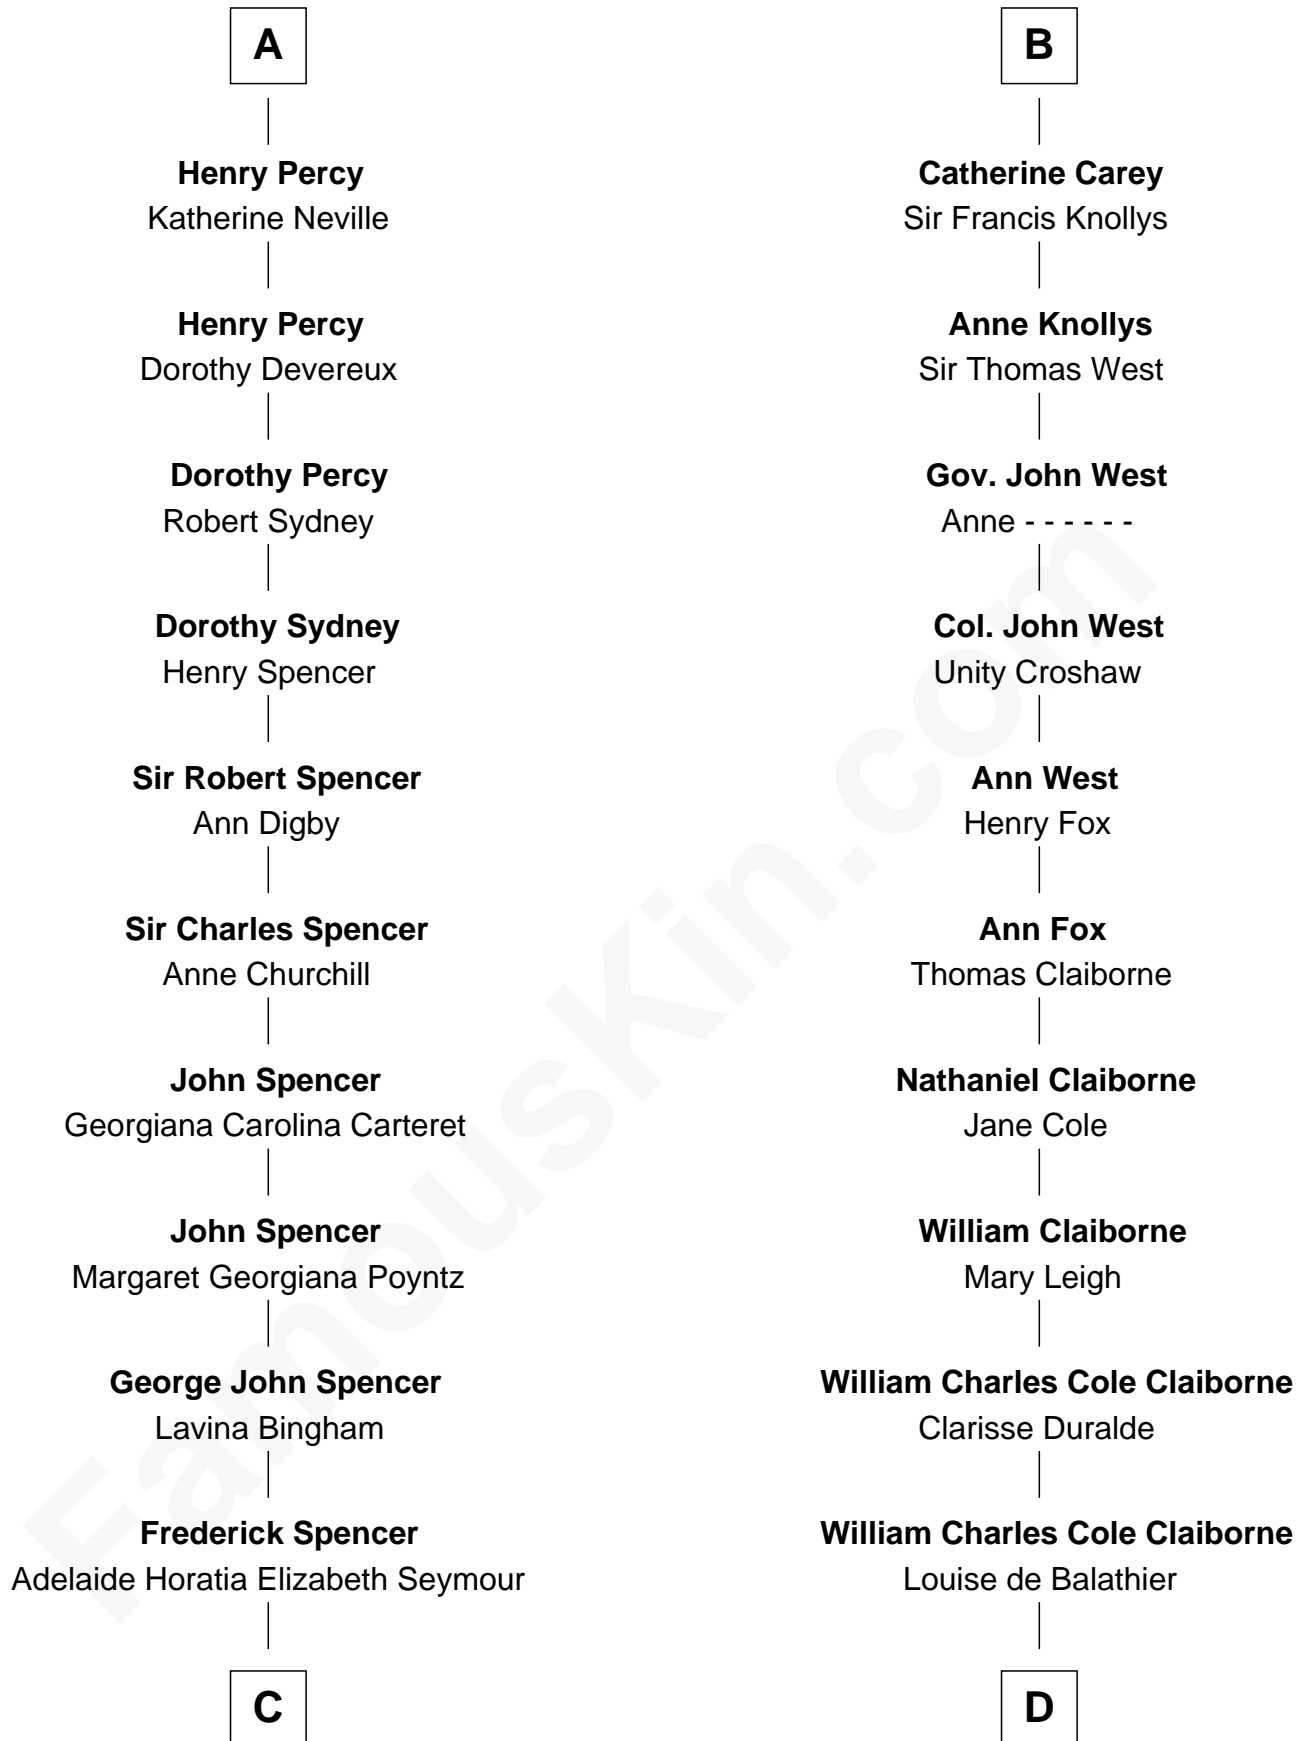 A
Henry Percy
Katherine Neville
Henry Percy
Dorothy Devereux
Dorothy Percy
Robert Sydney
Dorothy Sydney
Henry Spencer
Sir Robert Spencer
Ann Digby
Sir Charles Spencer
Anne Churchill
John Spencer
Georgiana Carolina Carteret
John Spencer
Margaret Georgiana Poyntz
George John Spencer
Lavina Bingham
Frederick Spencer
Adelaide Horatia Elizabeth Seymour
C
B
Catherine Carey
Sir Francis Knollys
Anne Knollys
Sir Thomas West
Gov. John West
Anne - - - - - -
Col. John West
Unity Croshaw
Ann West
Henry Fox
Ann Fox
Thomas Claiborne
Nathaniel Claiborne
Jane Cole
William Claiborne
Mary Leigh
William Charles Cole Claiborne
Clarisse Duralde
William Charles Cole Claiborne
Louise de Balathier
D
FamousKin.com